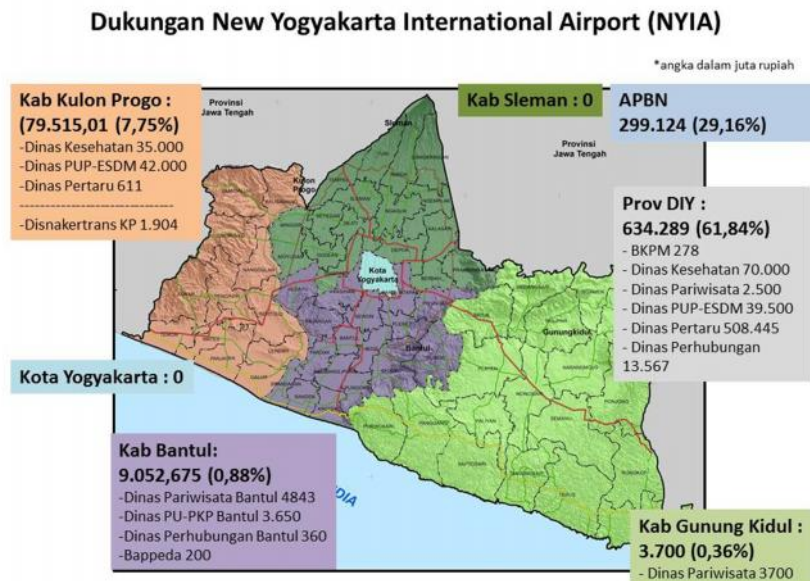 Dukungan New Yogyakarta International Airport (NYIA)
*angka dalam juta rupiah
Kab Kulon Progo :
(79.515,01 (7,75%)
-Dinas Kesehatan 35.000
-Dinas PUP-ESDM 42.000
-Dinas Pertaru 611
-------------------------------
-Disnakertrans KP 1.904
Provinsi
Jawa Tengah
Kab Sleman : 0
APBN
299.124 (29,16%)
Sleman
Provinsi
Jawa Tengah
Kulon
Progo
Prov DIY :
634.289 (61,84%)
- BKPM 278
- Dinas Kesehatan 70.000
- Dinas Pariwisata 2.500
- Dinas PUP-ESDM 39.500
- Dinas Pertaru 508.445
- Dinas Perhubungan
13.567
Kota
Yogyakarta
Gunungkidul
Bantul
Kota Yogyakarta : 0
Kab Bantul:
9.052,675 (0,88%)
-Dinas Pariwisata Bantul 4843
-Dinas PU-PKP Bantul 3.650
-Dinas Perhubungan Bantul 360
-Bappeda 200
Kab Gunung Kidul :
3.700 (0,36%)
- Dinas Pariwisata 3700